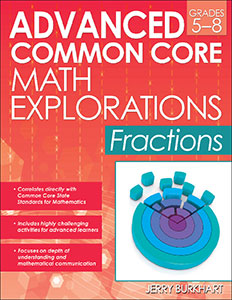 ADVANCED
COMMON CORE
GRADES
5–8
MATH
EXPLORATIONS
Fractions
• Correlates directly with
Common Core State
Standards for Mathematics
• Includes highly challenging
activities for advanced learners
• Focuses on depth of
understanding and
mathematical communication
JERRY BURKHART